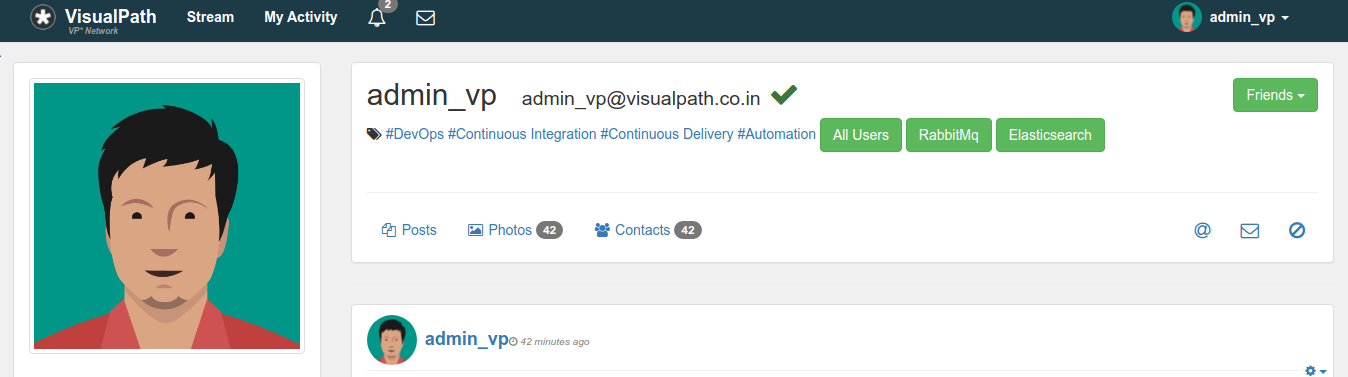 VisualPath Stream My Activity 2 admin_vp
VP* Network
admin_vp admin_vp@visualpath.co.in Friends
#DevOps #Continuous Integration #Continuous Delivery #Automation All Users RabbitMq Elasticsearch
Posts Photos 42 Contacts 42 @
admin_vp 42 minutes ago